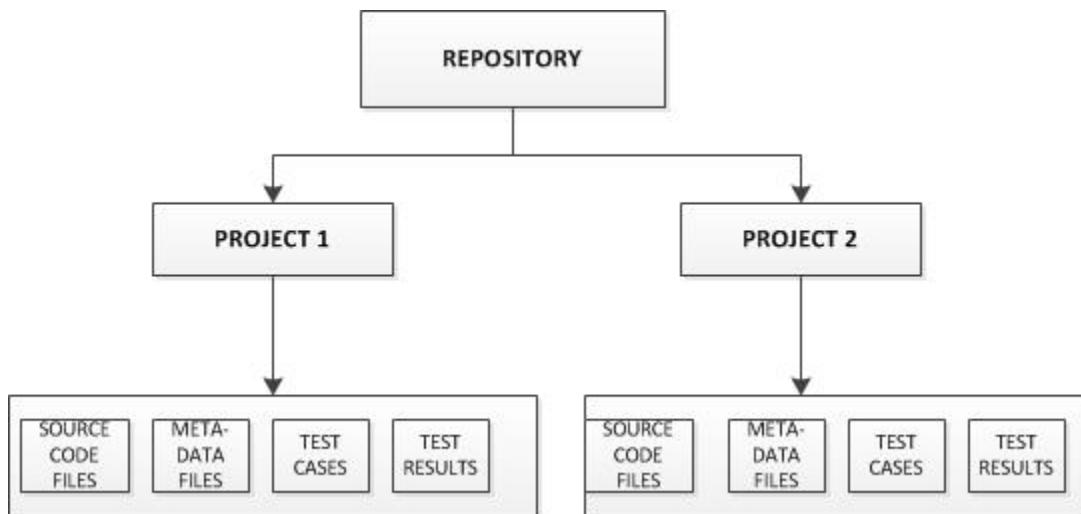 REPOSITORY
PROJECT 1
PROJECT 2
SOURCE
CODE
FILES
META-
DATA
FILES
TEST
CASES
TEST
RESULTS
SOURCE
CODE
FILES
META-
DATA
FILES
TEST
CASES
TEST
RESULTS